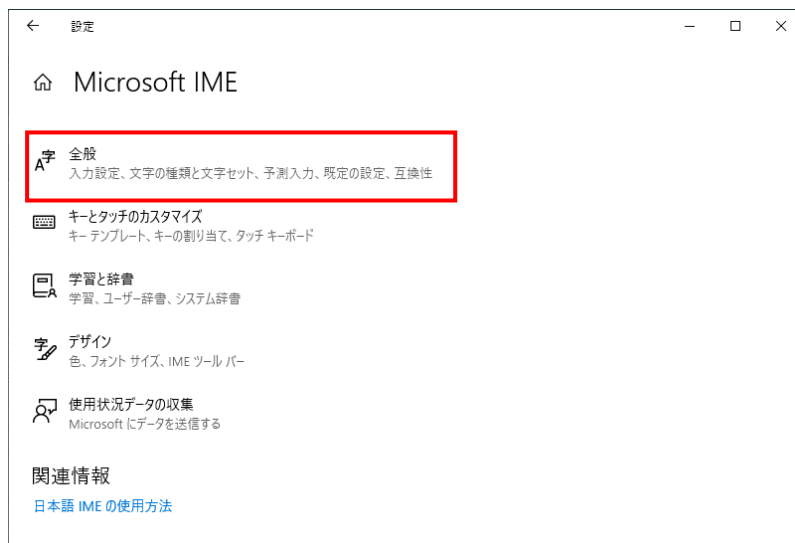 設定
Microsoft IME
全般
入力設定、文字の種類と文字セット、予測入力、既定の設定、互換性
キーとタッチのカスタマイズ
キー テンプレート、キーの割り当て、タッチ キーボード
学習と辞書
学習、ユーザー辞書、システム辞書
デザイン
色、フォント サイズ、IME ツール バー
使用状況データの収集
Microsoft にデータを送信する
関連情報
日本語 IME の使用方法